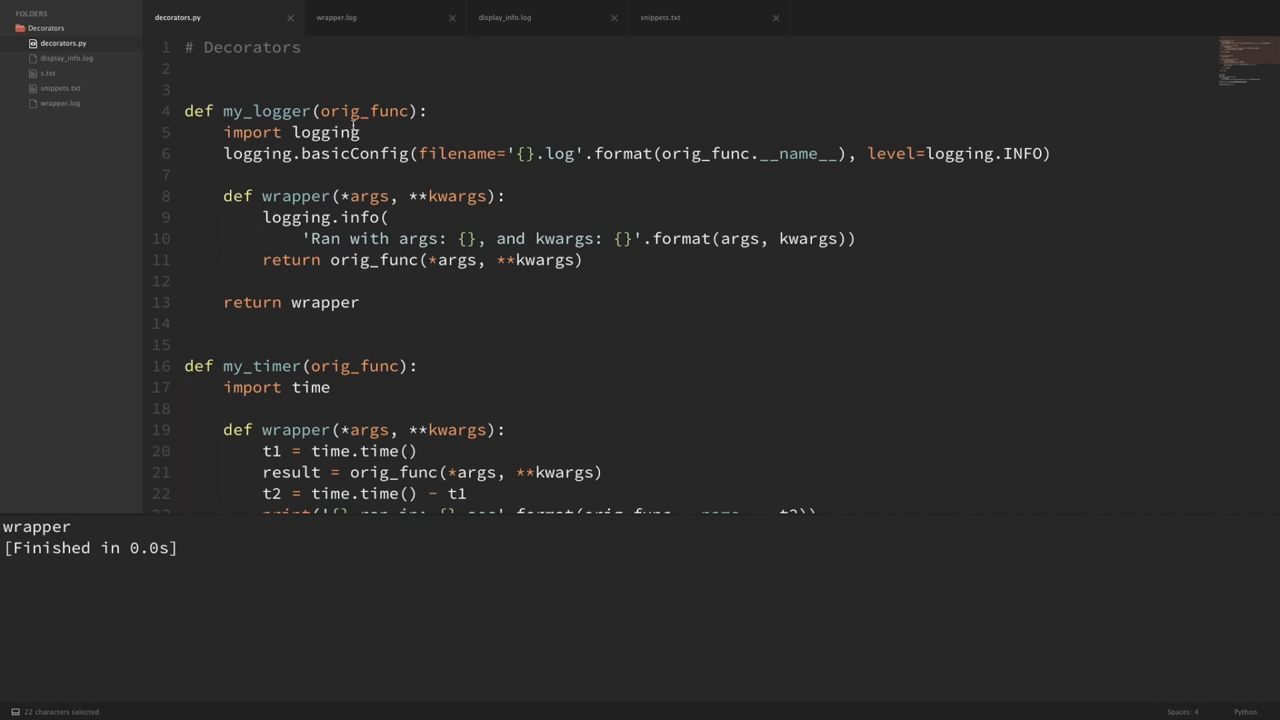 FOLDERS
Decorators
decorators.py
display_info.log
s.txt
snippets.txt
wrapper.log
decorators.py
wrapper.log
display_info.log
snippets.txt
1 # Decorators
2
3
4 def my_logger(orig_func):
5     import logging
6     logging.basicConfig(filename='{}.log'.format(orig_func.__name__), level=logging.INFO)
7
8     def wrapper(*args, **kwargs):
9         logging.info(
10             'Ran with args: {}, and kwargs: {}'.format(args, kwargs))
11         return orig_func(*args, **kwargs)
12
13     return wrapper
14
15
16 def my_timer(orig_func):
17     import time
18
19     def wrapper(*args, **kwargs):
20         t1 = time.time()
21         result = orig_func(*args, **kwargs)
22         t2 = time.time() - t1
wrapper
[Finished in 0.0s]
22 characters selected
Spaces: 4
Python